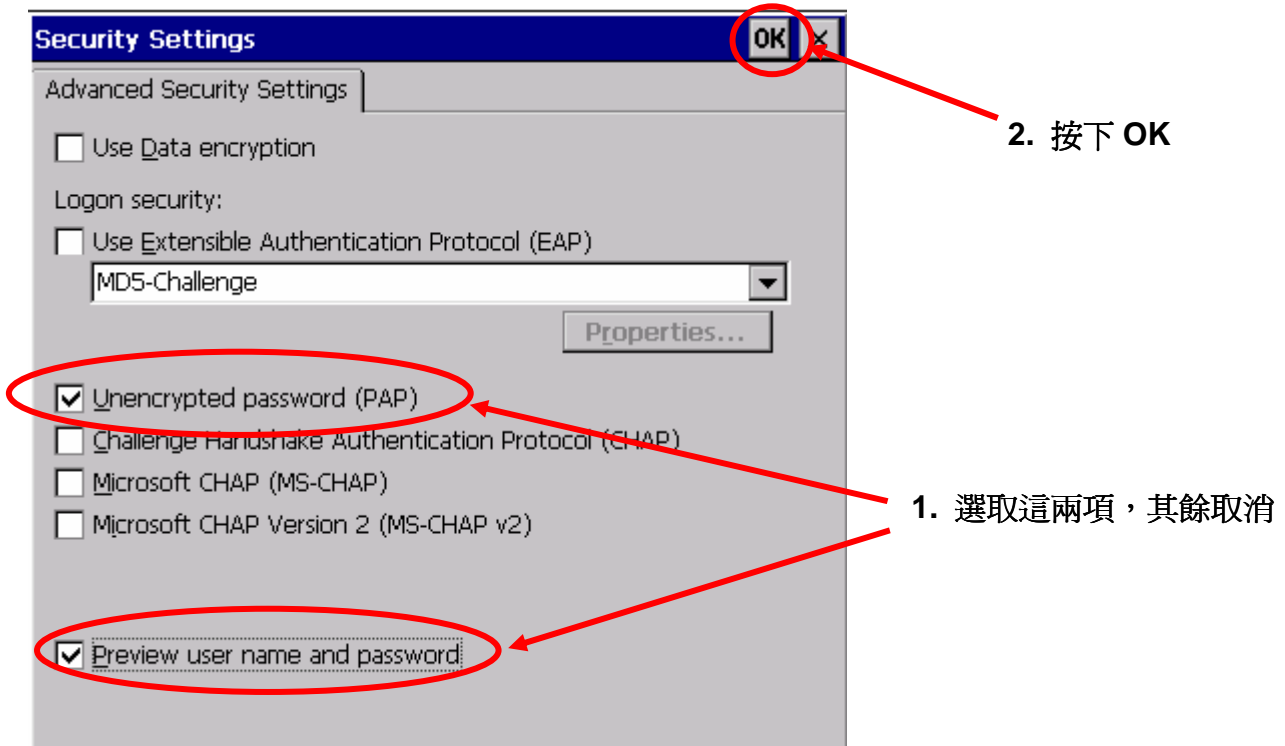 Security Settings
OK ×
Advanced Security Settings
2. 按下 OK
Use Data encryption
Logon security:
Use Extensible Authentication Protocol (EAP)
MD5-Challenge
Properties...
Unencrypted password (PAP)
Challenge Handshake Authentication Protocol (CHAP)
Microsoft CHAP (MS-CHAP)
1. 選取這兩項，其餘取消
Microsoft CHAP Version 2 (MS-CHAP v2)
Preview user name and password